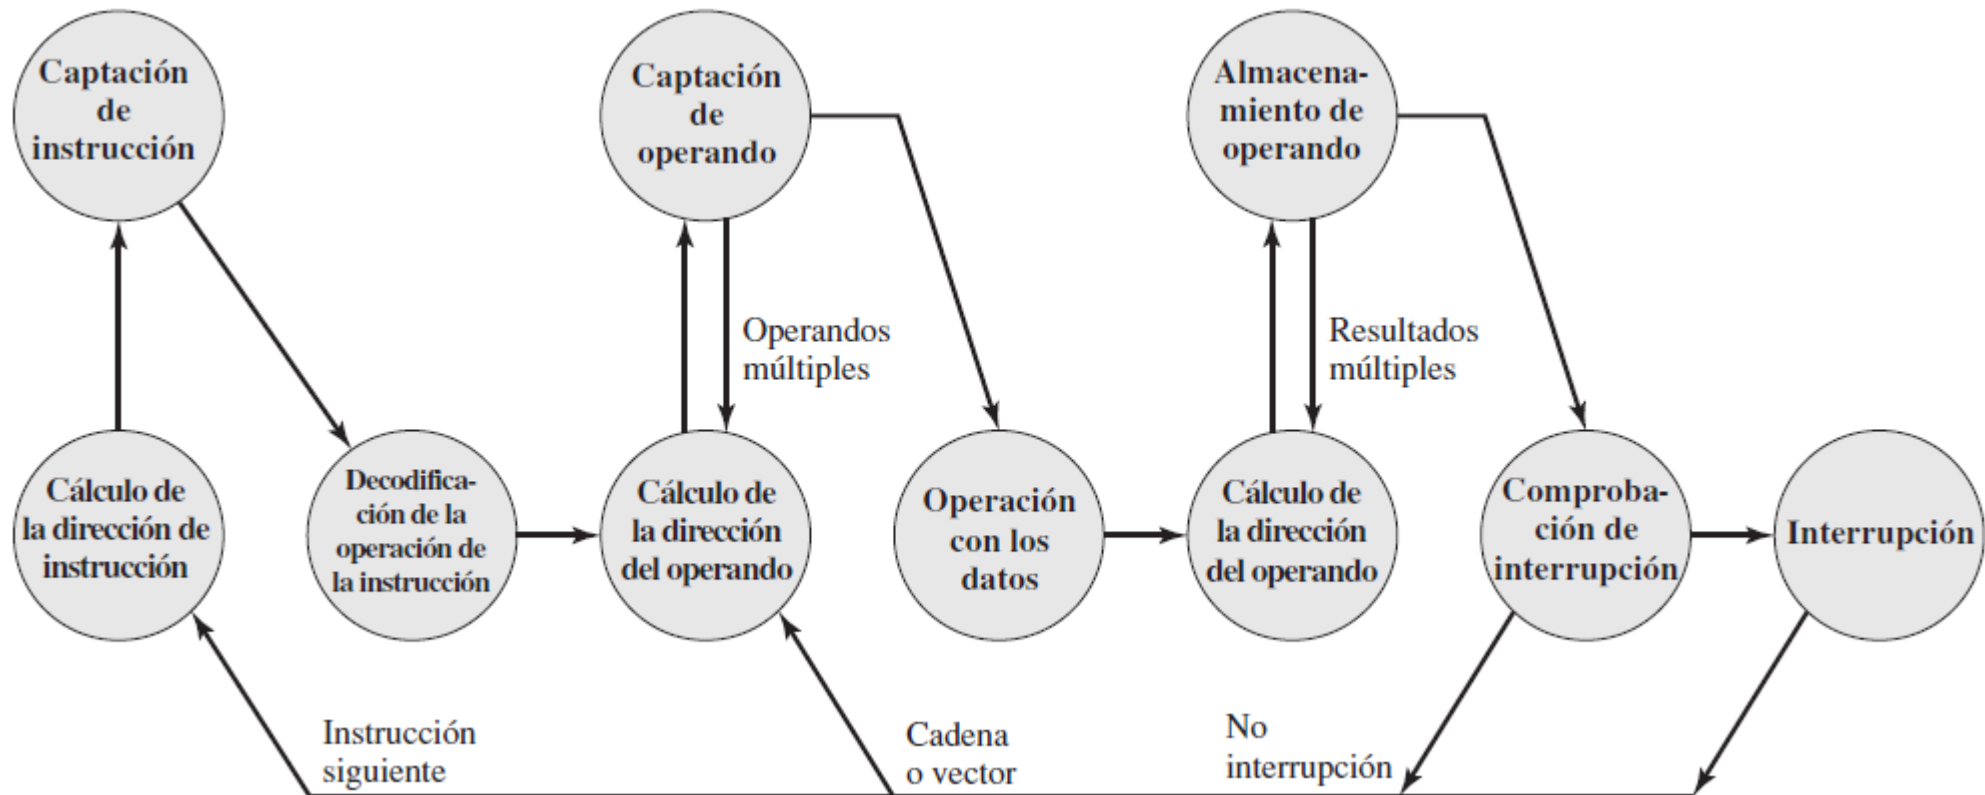 Captación
de
instrucción
Captación
de
operando
Almacena-
miento de
operando
Operandos
múltiples
Resultados
múltiples
Cálculo de
la dirección de
instrucción
Decodifica-
ción de la
operación de
la instrucción
Cálculo de
la dirección
del operando
Operación
con los
datos
Cálculo de
la dirección
del operando
Comproba-
ción de
interrupción
Interrupción
Instrucción
siguiente
Cadena
o vector
No
interrupción